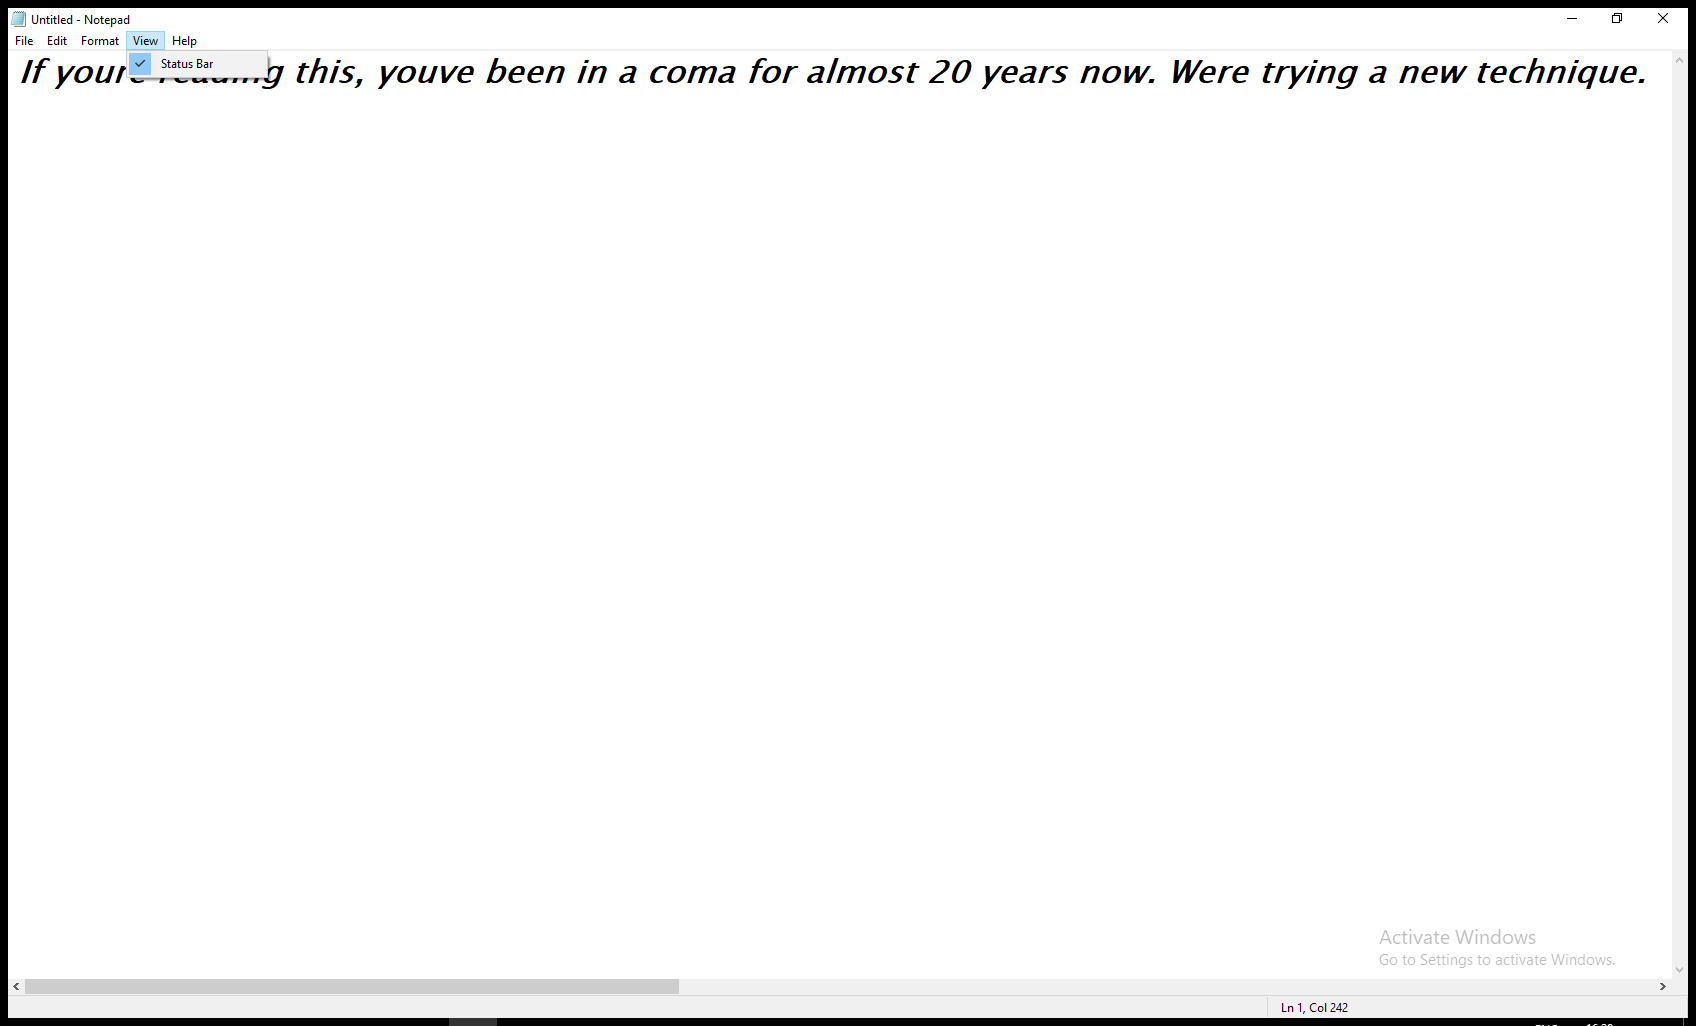 Untitled - Notepad
File Edit Format View Help
Status Bar
If youre reading this, youve been in a coma for almost 20 years now. Were trying a new technique.
Activate Windows
Go to Settings to activate Windows.
Ln 1, Col 242